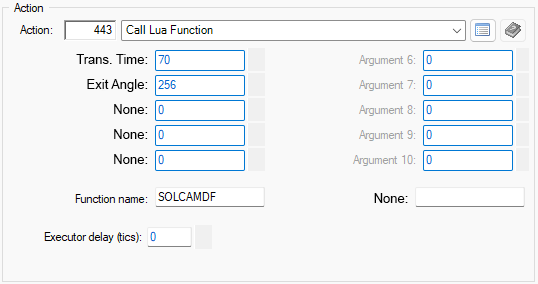 Action
Action: 443 Call Lua Function
Trans. Time: 70 Argument 6: 0
Exit Angle: 256 Argument 7: 0
None: 0 Argument 8: 0
None: 0 Argument 9: 0
None: 0 Argument 10: 0
Function name: SOLCAMDF None:
Executor delay (tics): 0